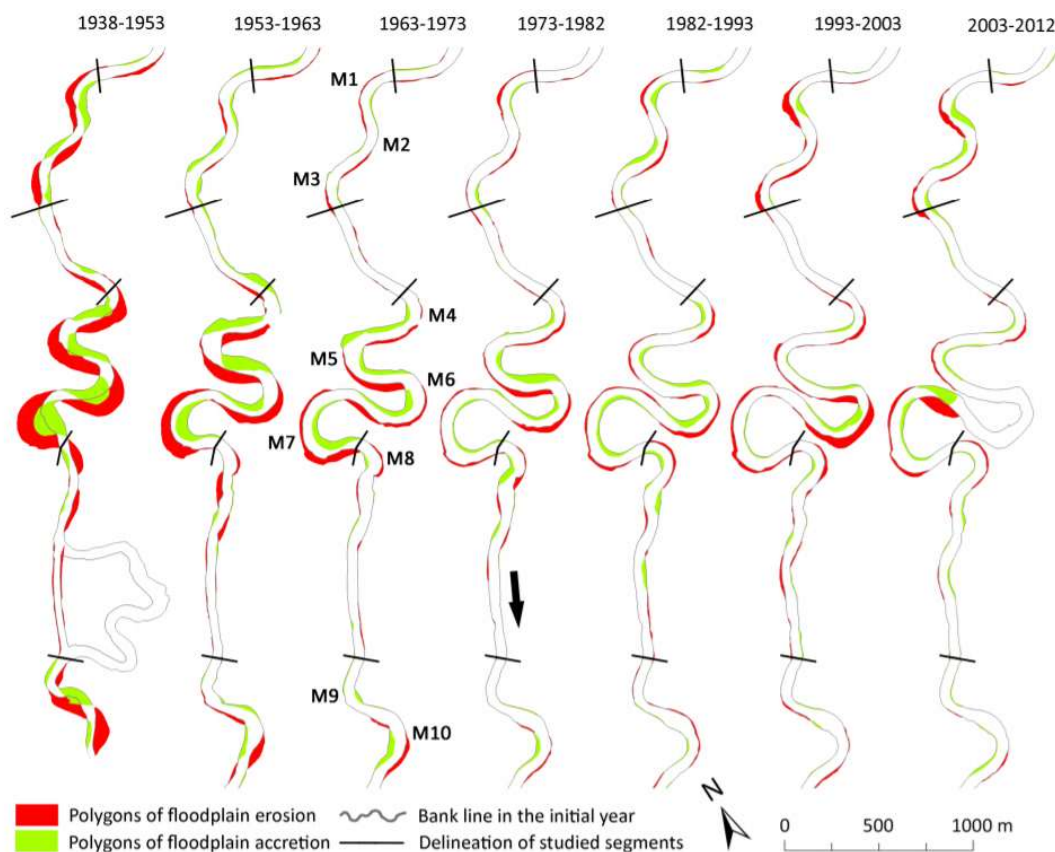 1938-1953 1953-1963 1963-1973 1973-1982 1982-1993 1993-2003 2003-2012
M1
M2
M3
M4
M5
M6
M7
M8
M9
M10
N
Polygons of floodplain erosion Bank line in the initial year
Polygons of floodplain accretion Delineation of studied segments
0 500 1000 m